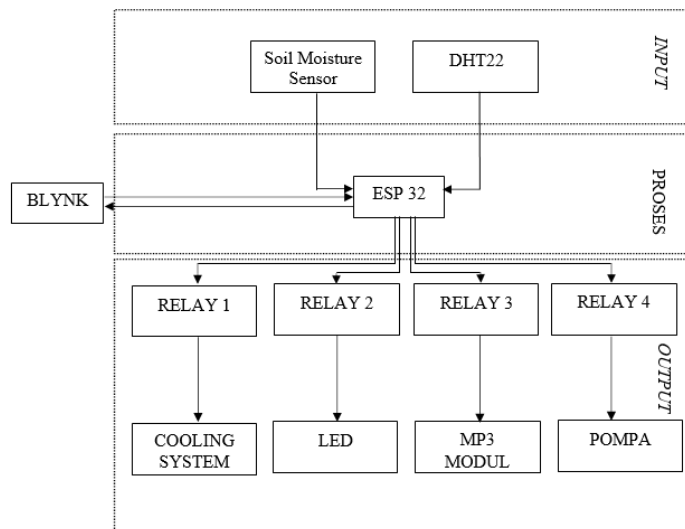 Soil Moisture
Sensor
DHT22
INPUT
BLYNK
ESP 32
PROSES
RELAY 1
RELAY 2
RELAY 3
RELAY 4
OUTPUT
COOLING
SYSTEM
LED
MP3
MODUL
POMPA